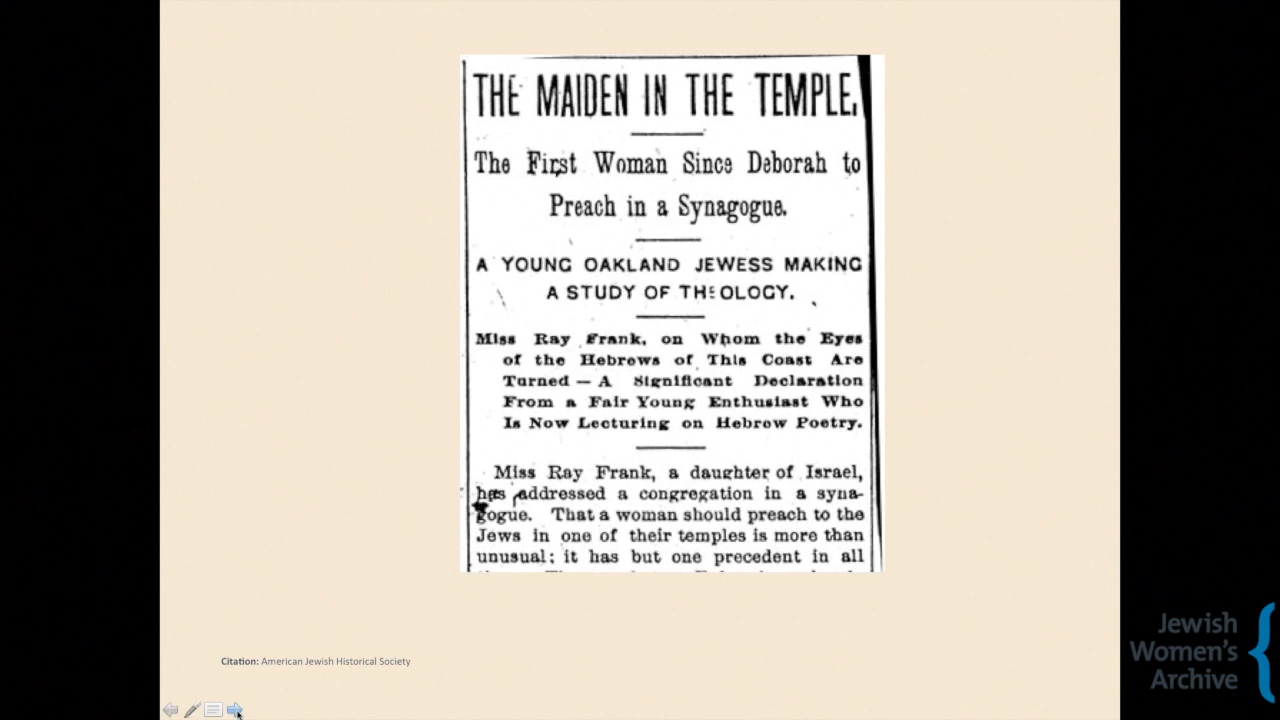 THE MAIDEN IN THE TEMPLE.
The First Woman Since Deborah to
Preach in a Synagogue.
A YOUNG OAKLAND JEWESS MAKING
A STUDY OF THEOLOGY.
Miss Ray Frank, on Whom the Eyes
of the Hebrews of This Coast Are
Turned — A Significant Declaration
From a Fair Young Enthusiast Who
Is Now Lecturing on Hebrew Poetry.
Miss Ray Frank, a daughter of Israel,
has addressed a congregation in a syna-
gogue. That a woman should preach to the
Jews in one of their temples is more than
unusual; it has but one precedent in all
Citation: American Jewish Historical Society
Jewish
Women's
Archive